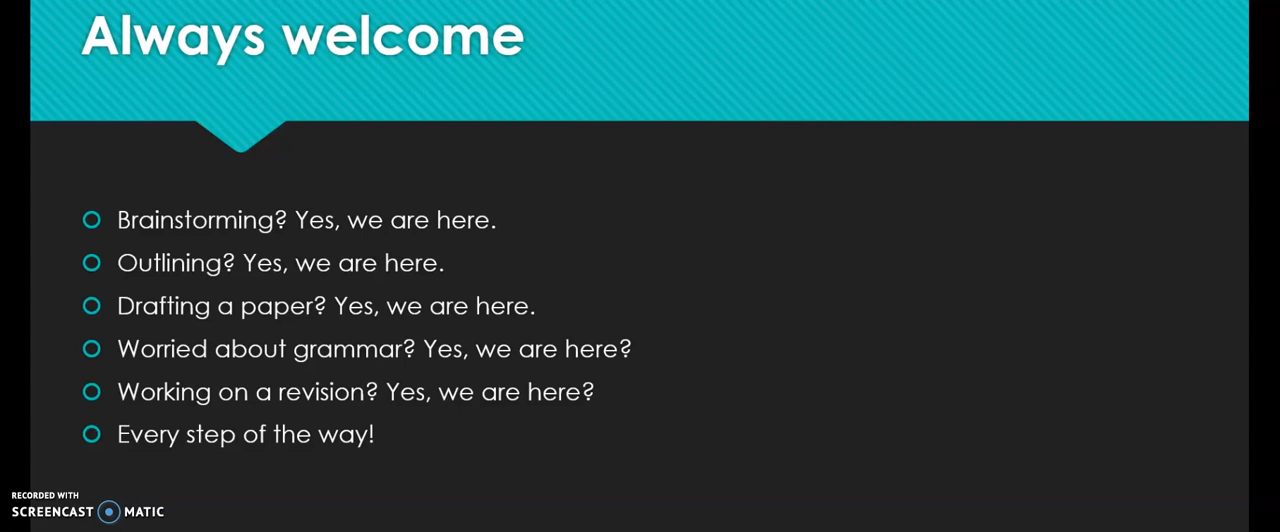 Always welcome
Brainstorming? Yes, we are here.
Outlining? Yes, we are here.
Drafting a paper? Yes, we are here.
Worried about grammar? Yes, we are here?
Working on a revision? Yes, we are here?
Every step of the way!
RECORDED WITH
SCREENCAST MATIC